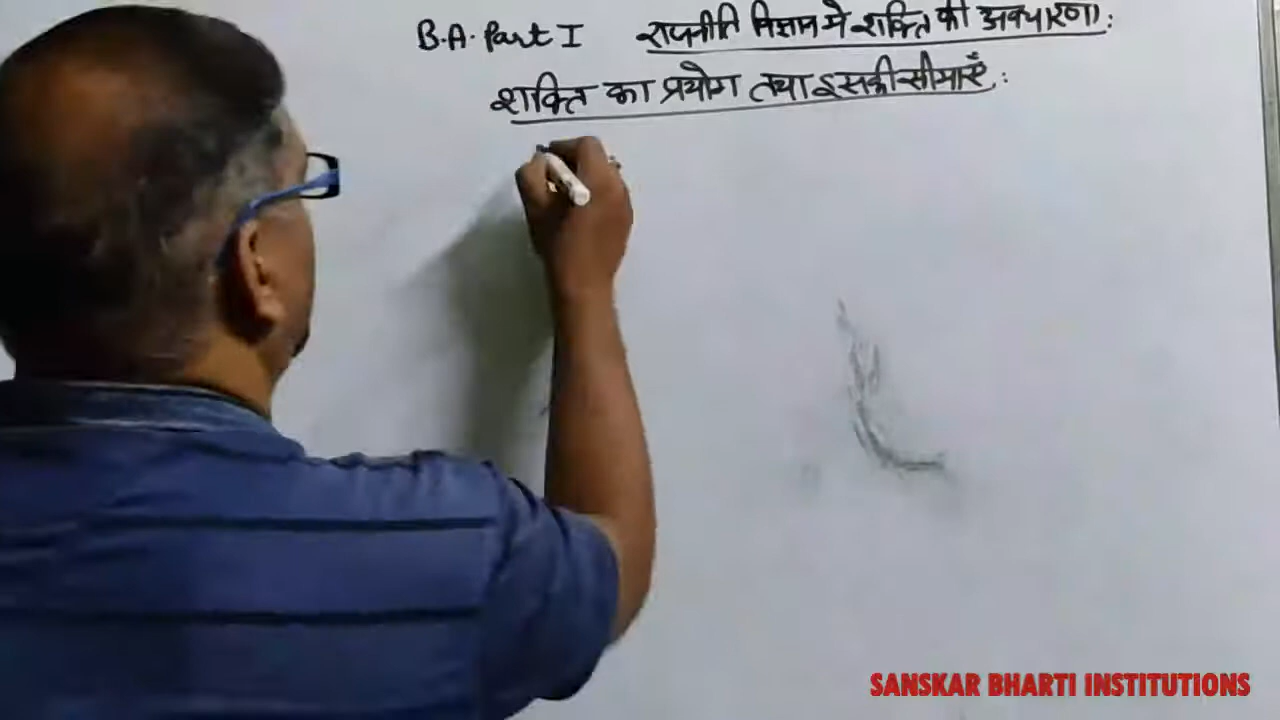 B.A. Part I राजनीति विज्ञान में शक्ति की अवधारणा :
शक्ति का प्रयोग तथा इसकी सीमाएँ :
SANSKAR BHARTI INSTITUTIONS